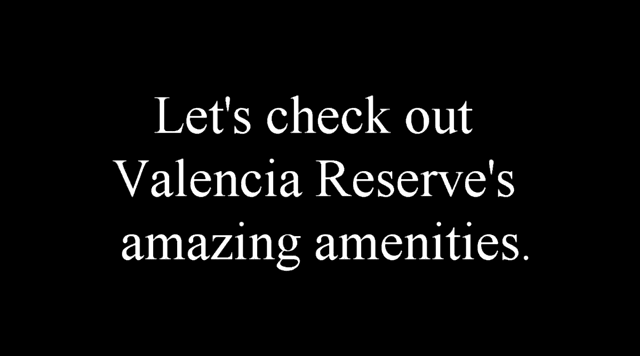 Let's check out
Valencia Reserve's
amazing amenities.